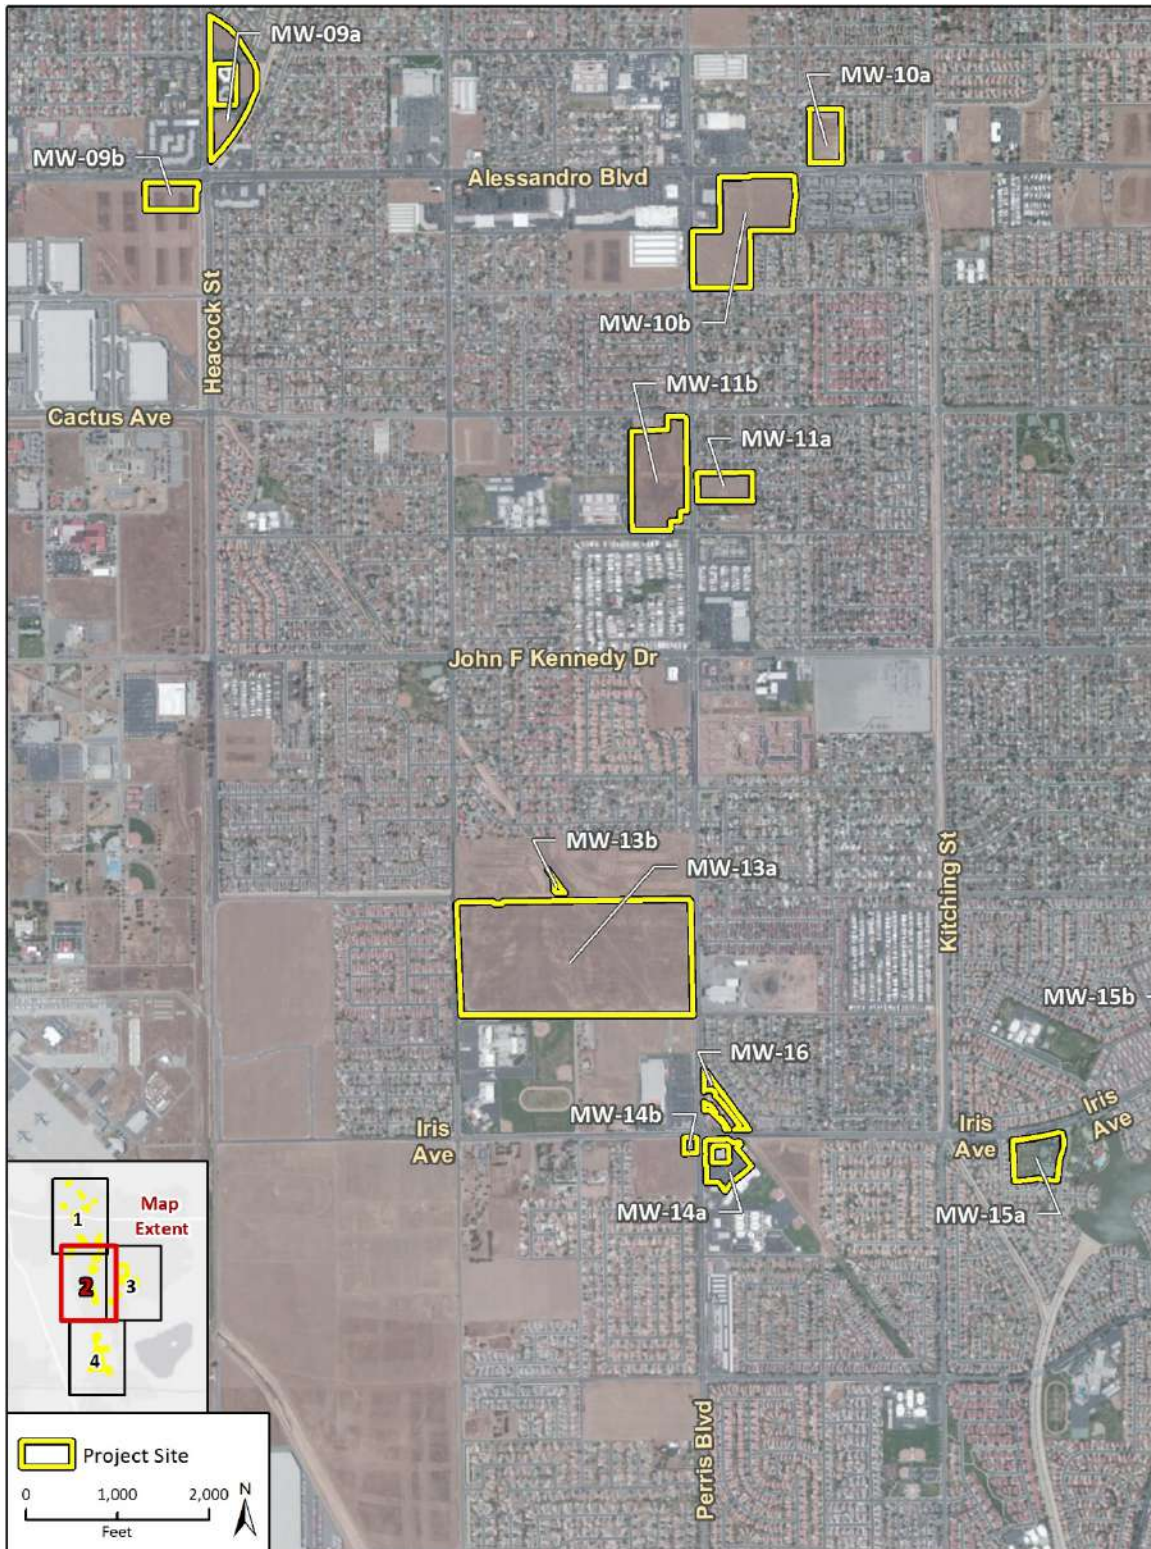 MW-09a
MW-10a
MW-09b
Alessandro Blvd
Heacock St
MW-10b
MW-11b
Cactus Ave
MW-11a
John F Kennedy Dr
MW-13b
MW-13a
Kitching St
MW-15b
MW-16
MW-14b
Iris
Ave
Iris
Ave
Iris
Ave
MW-14a
MW-15a
Map
Extent
1
2
3
4
Perris Blvd
Project Site
0 1,000 2,000
Feet
N